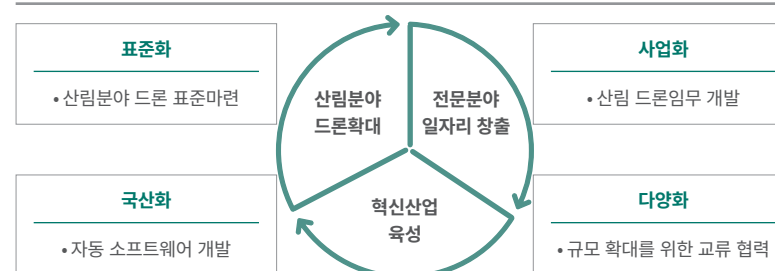 표준화
• 산림분야 드론 표준마련
산림분야
드론확대
전문분야
일자리 창출
사업화
• 산림 드론임무 개발
국산화
• 자동 소프트웨어 개발
혁신산업
육성
다양화
• 규모 확대를 위한 교류 협력